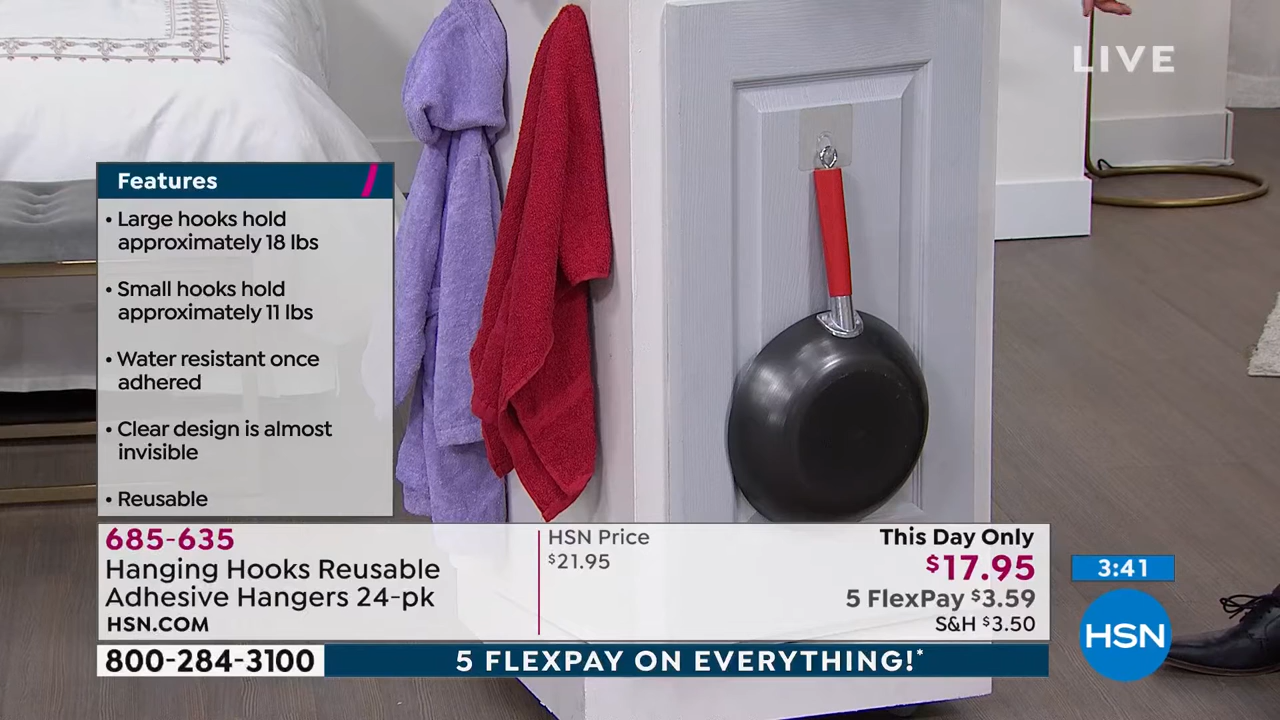 LIVE
Features
• Large hooks hold
approximately 18 lbs
• Small hooks hold
approximately 11 lbs
• Water resistant once
adhered
• Clear design is almost
invisible
• Reusable
685-635
Hanging Hooks Reusable
Adhesive Hangers 24-pk
HSN.COM
HSN Price
$21.95
This Day Only
$17.95
5 FlexPay $3.59
S&H $3.50
3:41
HSN
800-284-3100
5 FLEXPAY ON EVERYTHING!*